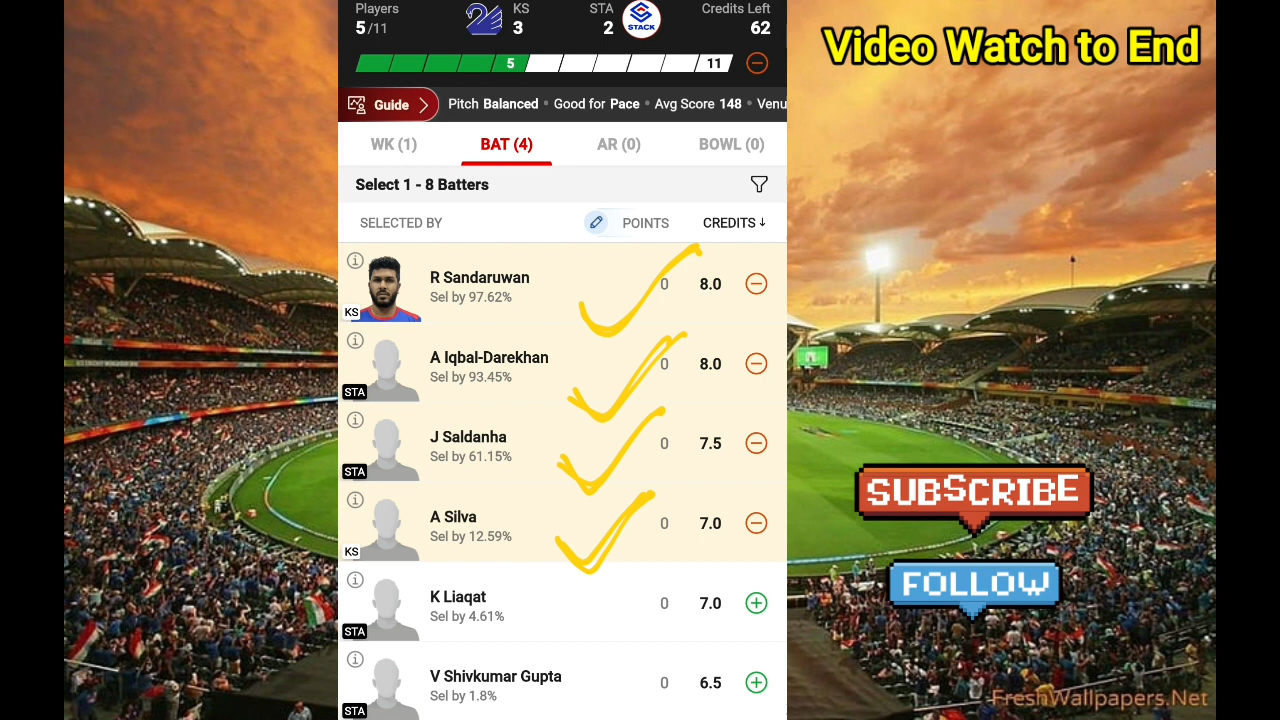 Players
5/11
KS
3
STA
2
STACK
Credits Left
62
5
11
Guide
Pitch Balanced • Good for Pace • Avg Score 148 • Venu
WK (1)
BAT (4)
AR (0)
BOWL (0)
Select 1 - 8 Batters
SELECTED BY
POINTS
CREDITS ↓
R Sandaruwan
Sel by 97.62%
KS
0
8.0
A Iqbal-Darekhan
Sel by 93.45%
STA
0
8.0
J Saldanha
Sel by 61.15%
STA
0
7.5
A Silva
Sel by 12.59%
KS
0
7.0
K Liaqat
Sel by 4.61%
STA
0
7.0
V Shivkumar Gupta
Sel by 1.8%
STA
0
6.5
Video Watch to End
SUBSCRIBE
FOLLOW
FreshWallpapers.Net